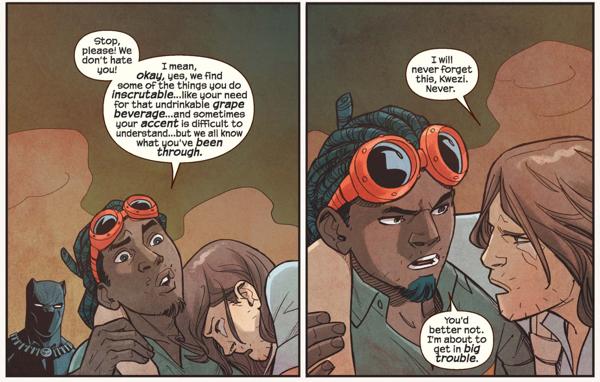 Stop,
please! We
don't hate
you!
I mean,
okay, yes, we find
some of the things you do
inscrutable...like your need
for that undrinkable grape
beverage...and sometimes
your accent is difficult to
understand...but we all know
what you've been
through.
I will
never forget
this, Kwezi.
Never.
You'd
better not.
I'm about to
get in big
trouble.